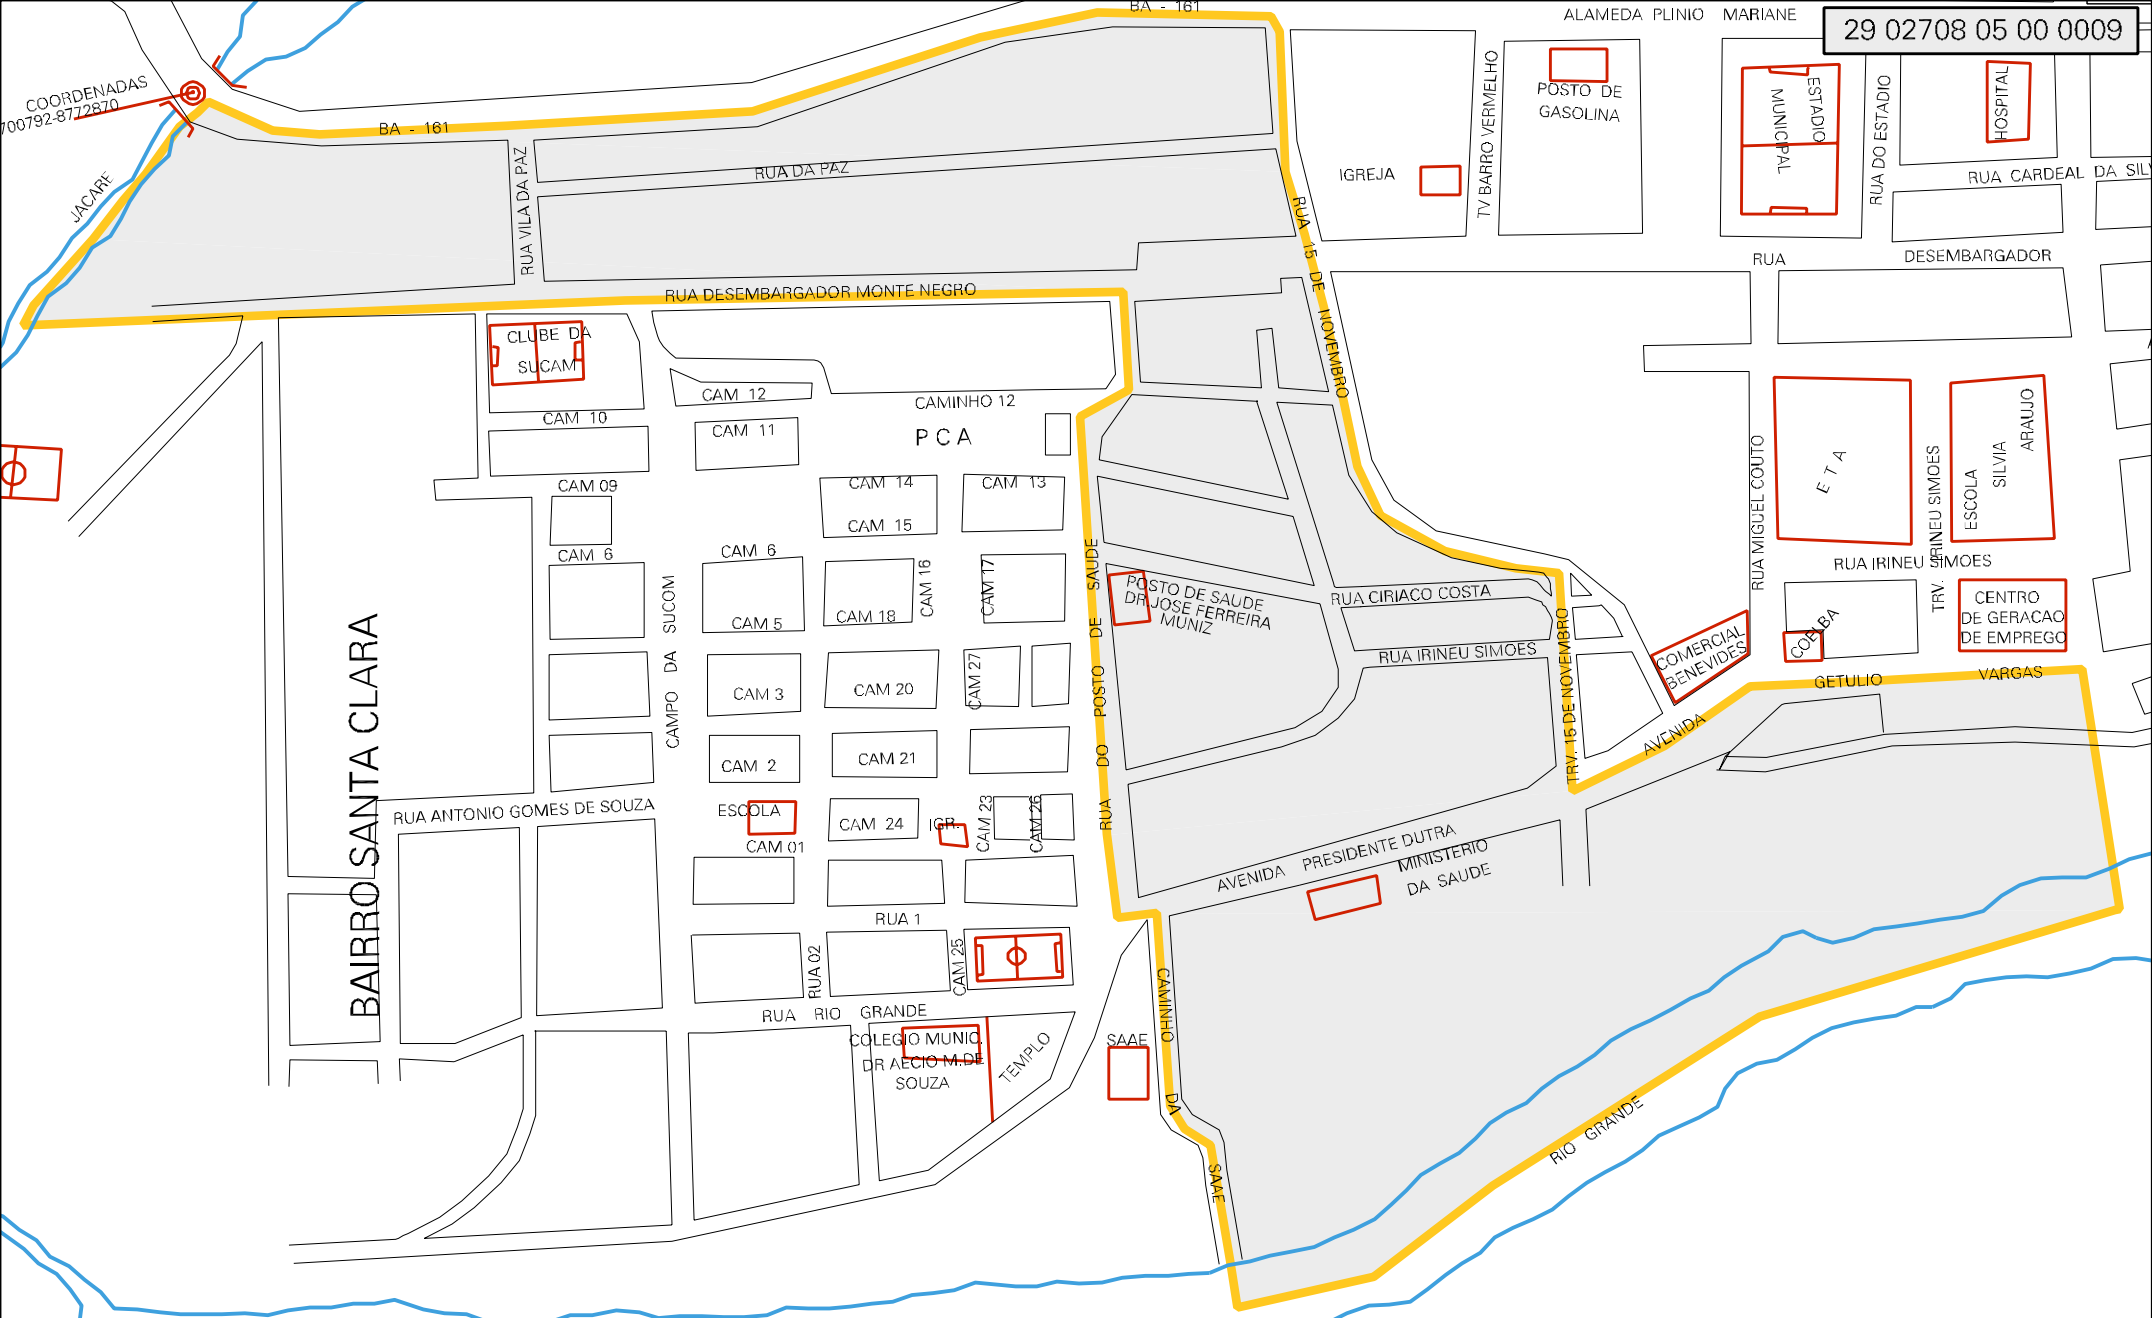 BA - 161
ALAMEDA PLINIO MARIANE
29 02708 05 00 0009
COORDENADAS
700792-8772870
BA - 161
JACARE
RUA VILA DA PAZ
RUA DA PAZ
RUA 15 DE NOVEMBRO
IGREJA
TV BARRO VERMELHO
POSTO DE
GASOLINA
ESTADIO
MUNICIPAL
RUA DO ESTADIO
HOSPITAL
RUA CARDEAL DA SILV
RUA DESEMBARGADOR
RUA DESEMBARGADOR MONTE NEGRO
CLUBE DA
SUCAM
CAM 12
CAMINHO 12
CAM 10
CAM 11
P C A
CAM 09
CAM 14
CAM 13
CAM 15
CAM 6
CAM 6
CAM 16
CAM 17
CAM 18
CAM 5
CAMPO DA SUCOM
CAM 3
CAM 20
CAM 27
CAM 2
CAM 21
ESCOLA
CAM 24
IGR.
CAM 23
CAM 26
CAM 01
RUA ANTONIO GOMES DE SOUZA
BAIRRO SANTA CLARA
RUA 1
RUA 02
CAM 25
RUA RIO GRANDE
COLEGIO MUNIC.
DR AECIO M.DE
SOUZA
TEMPLO
SAAE
CAMINHO DA SAAE
RUA DO POSTO DE SAUDE
POSTO DE SAUDE
DR JOSE FERREIRA
MUNIZ
RUA CIRIACO COSTA
RUA IRINEU SIMOES
TRV. 15 DE NOVEMBRO
AVENIDA PRESIDENTE DUTRA
MINISTERIO
DA SAUDE
RUA MIGUEL COUTO
E T A
TRV. IRINEU SIMOES
ESCOLA
SILVIA
ARAUJO
RUA IRINEU SIMOES
COELBA
CENTRO
DE GERACAO
DE EMPREGO
COMERCIAL
BENEVIDES
AVENIDA GETULIO VARGAS
RIO GRANDE